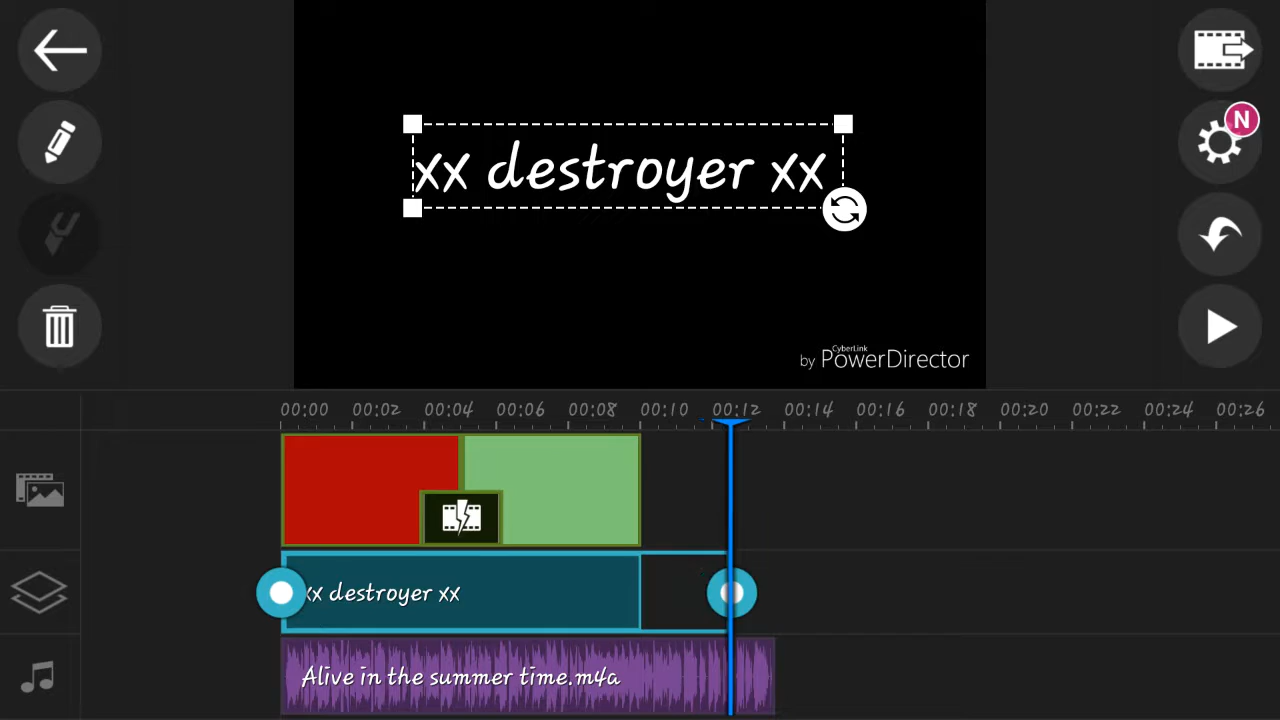 N
xx destroyer xx
by CyberLink PowerDirector
00:00 00:02 00:04 00:06 00:08 00:10 00:12 00:14 00:16 00:18 00:20 00:22 00:24 00:26
xx destroyer xx
Alive in the summer time.m4a